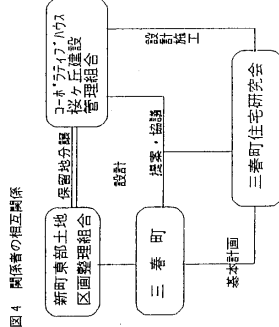 図4 関係者の相互関係
新町東部土地
区画整理組合
保留地分譲
コーポラティブハウス
桜ヶ丘建設
管理組合
設計
三春町
提案・協議
設計施工
基本計画
三春町住宅研究会